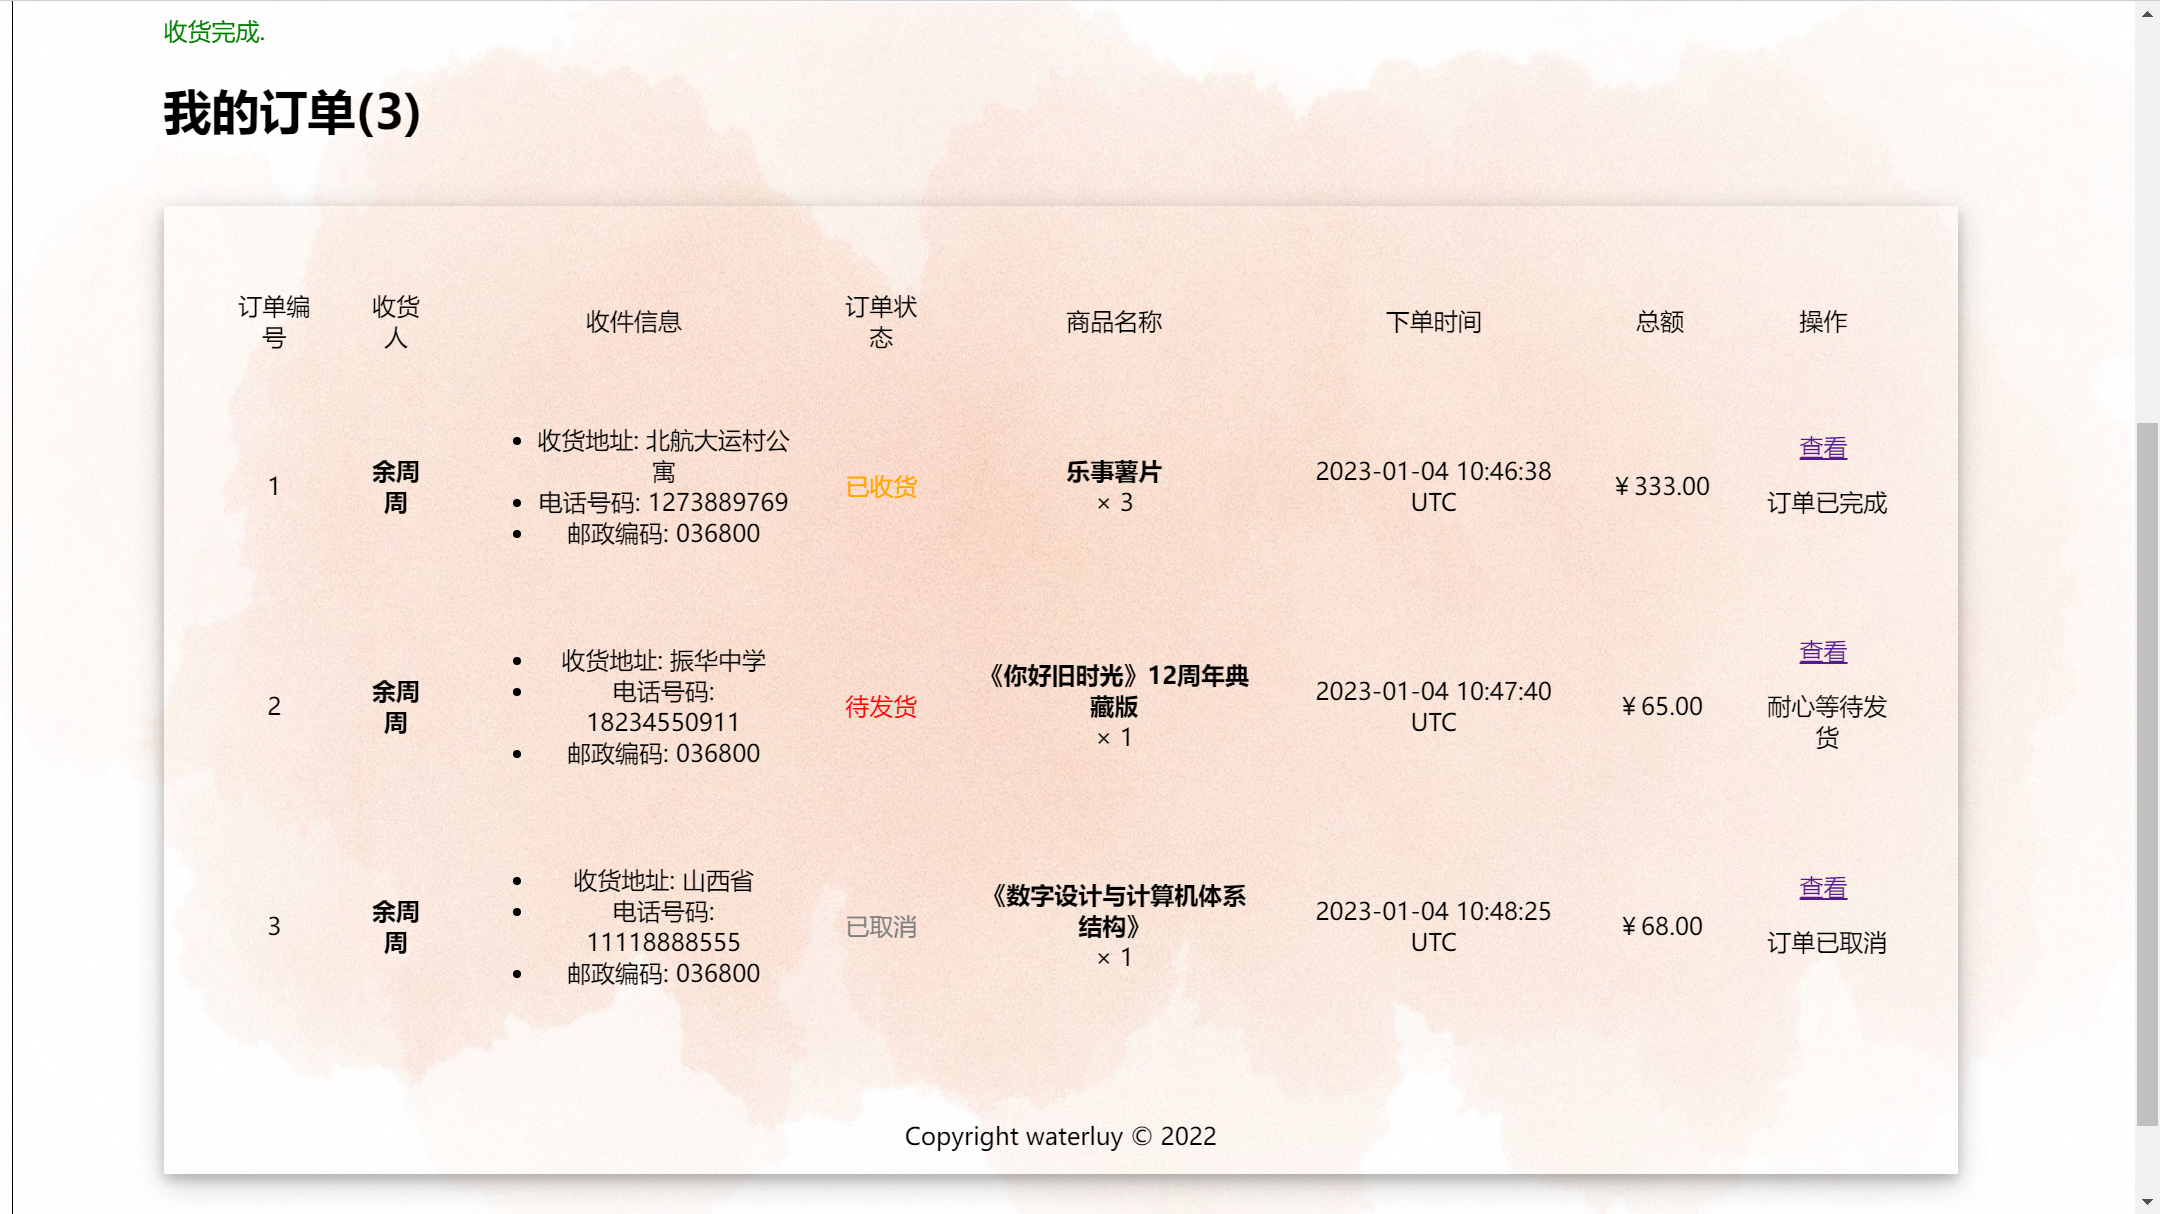 收货完成.
我的订单(3)
订单编
号
收货
人
收件信息
订单状
态
商品名称
下单时间
总额
操作
1
余周
周
收货地址: 北航大运村公
寓
电话号码: 1273889769
邮政编码: 036800
已收货
乐事薯片
× 3
2023-01-04 10:46:38
UTC
￥333.00
查看
订单已完成
2
余周
周
收货地址: 振华中学
电话号码:
18234550911
邮政编码: 036800
待发货
《你好旧时光》12周年典
藏版
× 1
2023-01-04 10:47:40
UTC
￥65.00
查看
耐心等待发
货
3
余周
周
收货地址: 山西省
电话号码:
11118888555
邮政编码: 036800
已取消
《数字设计与计算机体系
结构》
× 1
2023-01-04 10:48:25
UTC
￥68.00
查看
订单已取消
Copyright waterluy © 2022